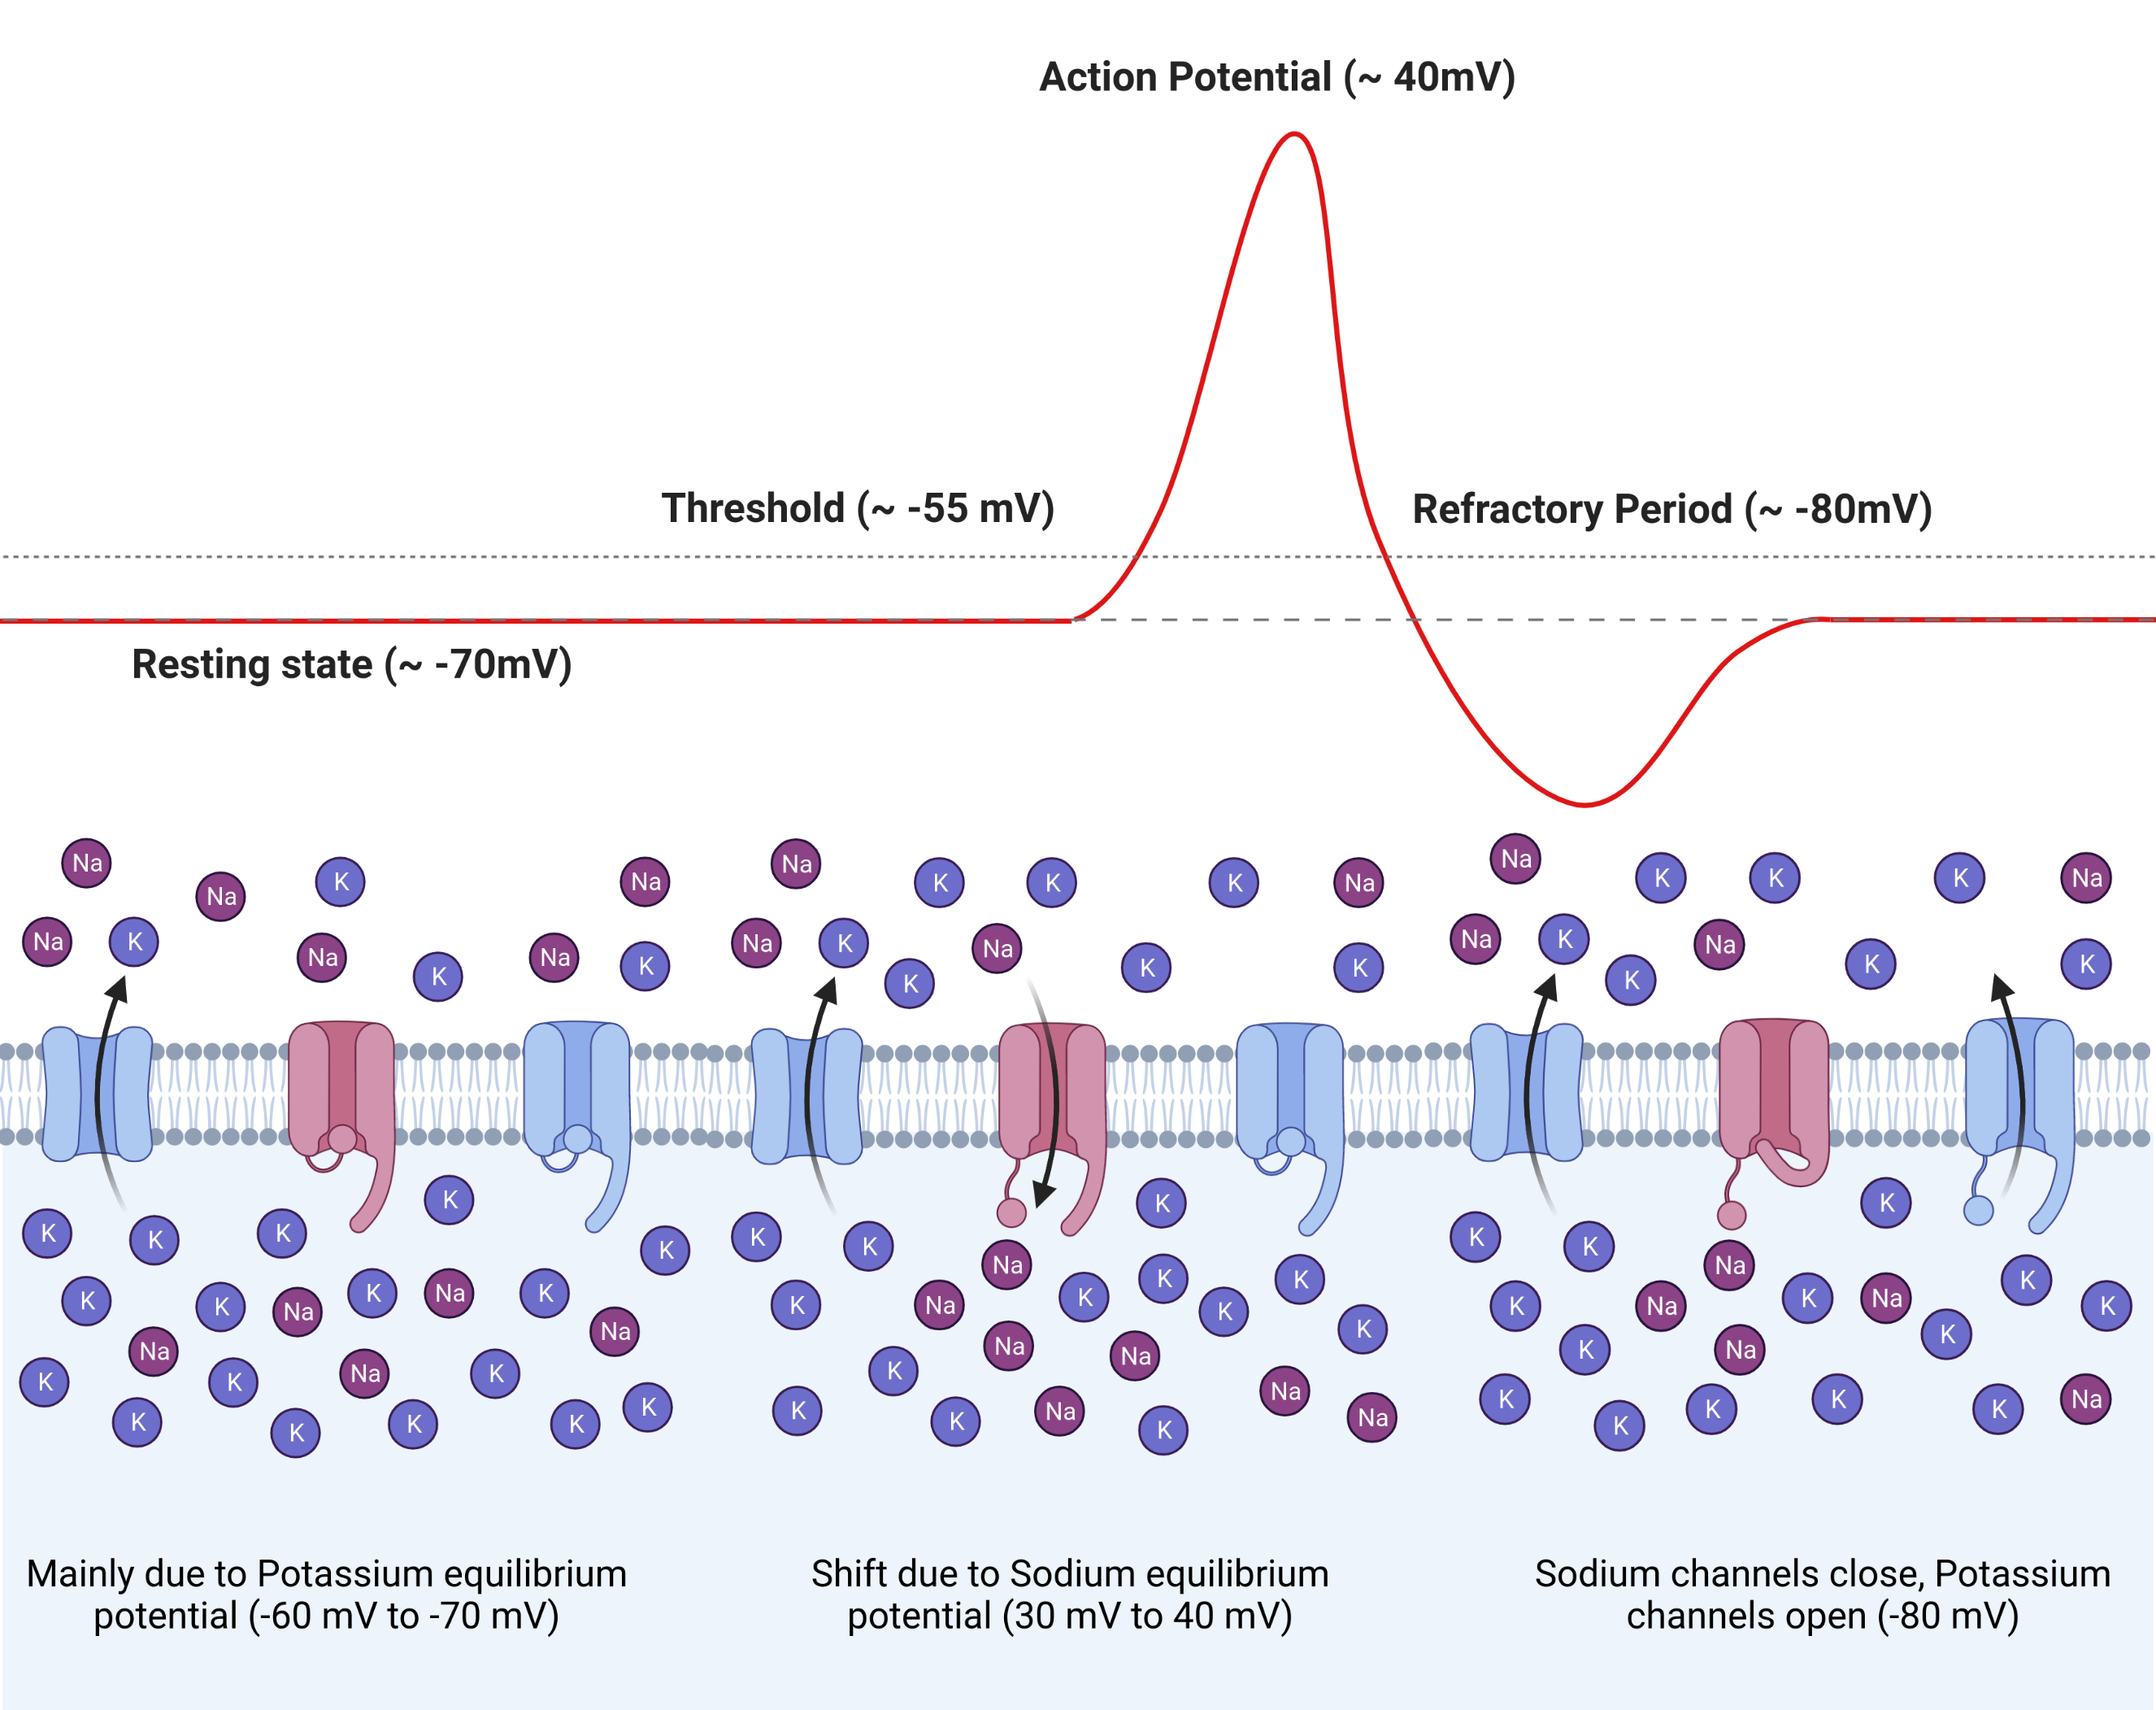 Action Potential (~ 40mV)
Threshold (~ -55 mV)
Refractory Period (~ -80mV)
Resting state (~ -70mV)
Na Na Na
Na K Na K K K Na K K K Na
Na K Na Na K Na K Na K K Na K Na K K
K K K
K K K
K K K K K K K K
Na K K Na K
K K Na K Na K K Na K K K Na K Na K
Na Na Na Na K K Na K
K K Na K K Na
K K K K K K Na Na K K K K Na
K K K
Mainly due to Potassium equilibrium
potential (-60 mV to -70 mV)
Shift due to Sodium equilibrium
potential (30 mV to 40 mV)
Sodium channels close, Potassium
channels open (-80 mV)